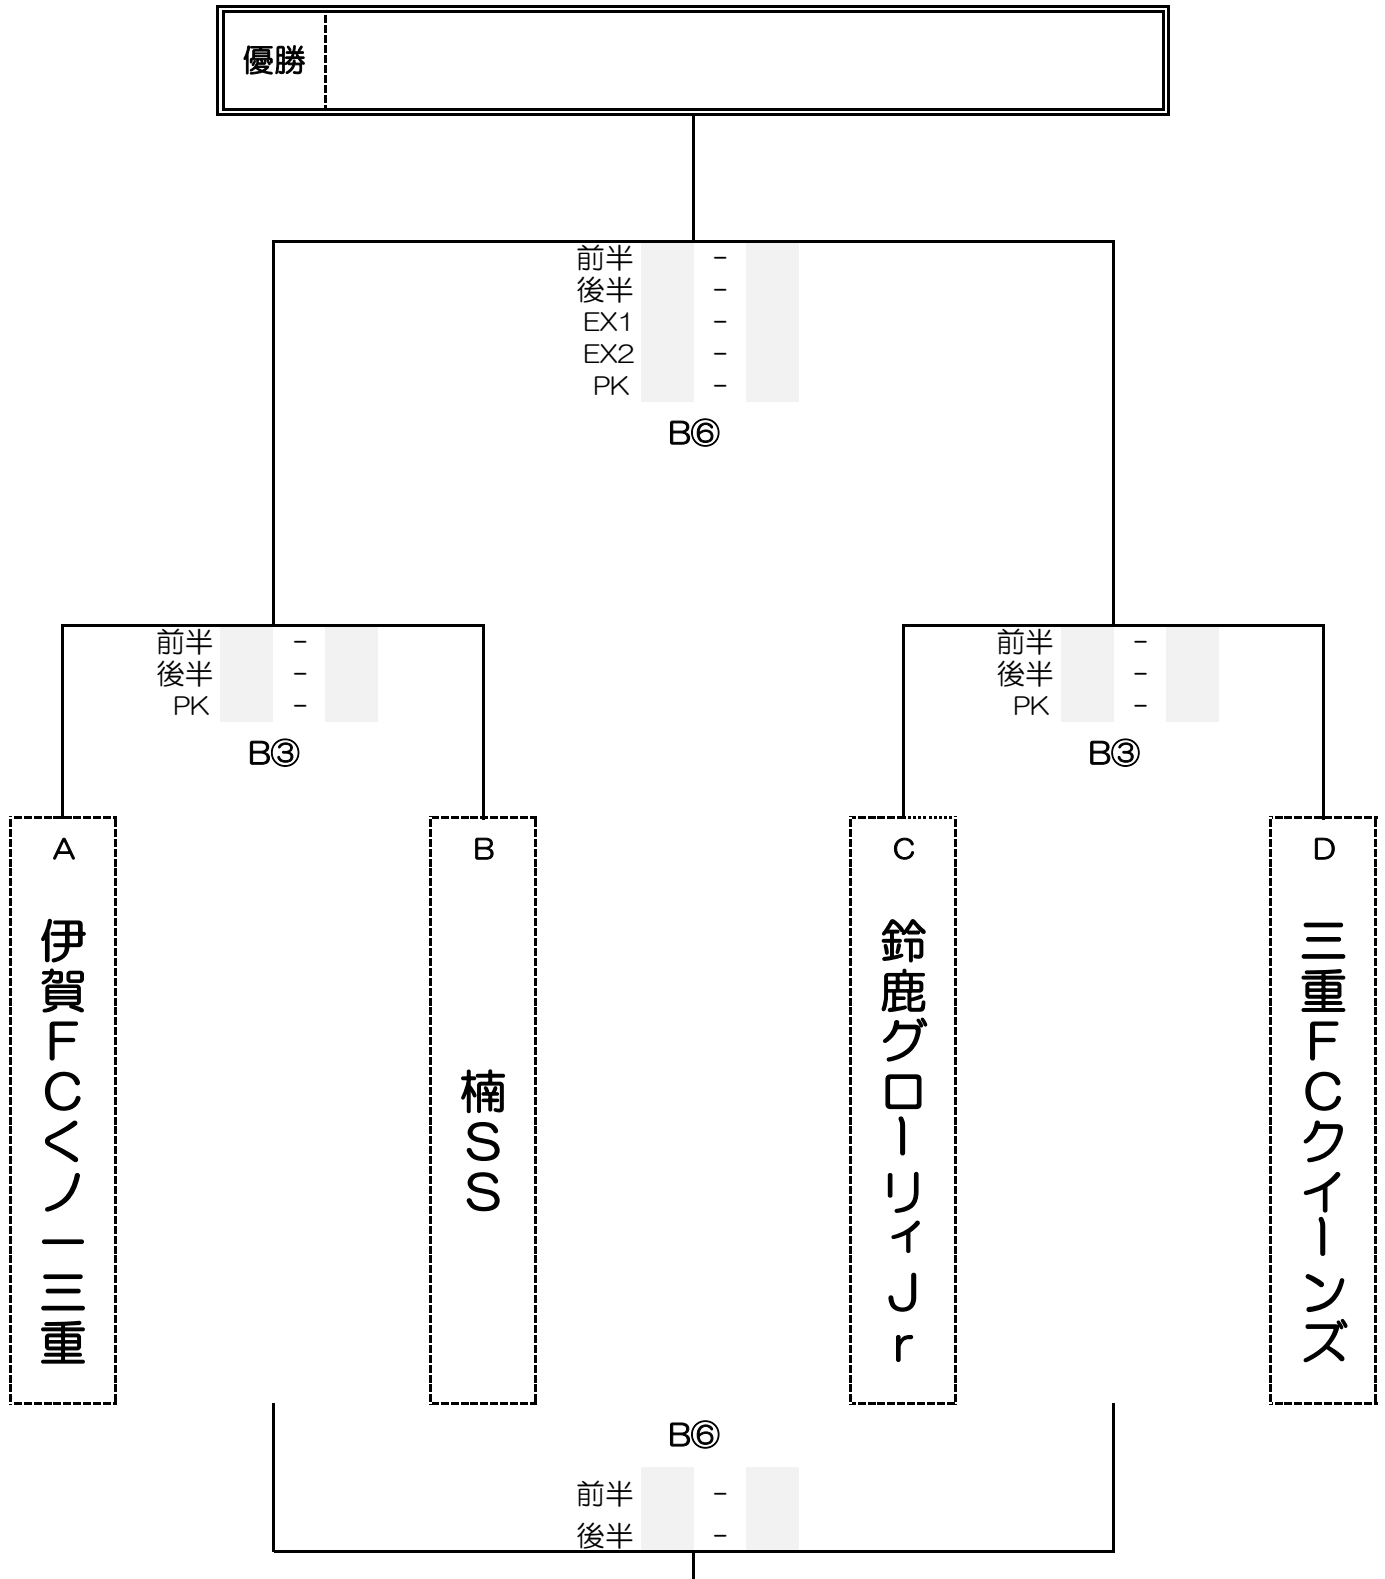 優勝
前半 -
後半 -
EX1 -
EX2 -
PK -
B⑥
前半 -
後半 -
PK -
B③
前半 -
後半 -
PK -
B③
A
伊賀ＦＣくノ一三重
B
楠ＳＳ
C
鈴鹿グローリィＪｒ
D
三重ＦＣクイーンズ
B⑥
前半 -
後半 -